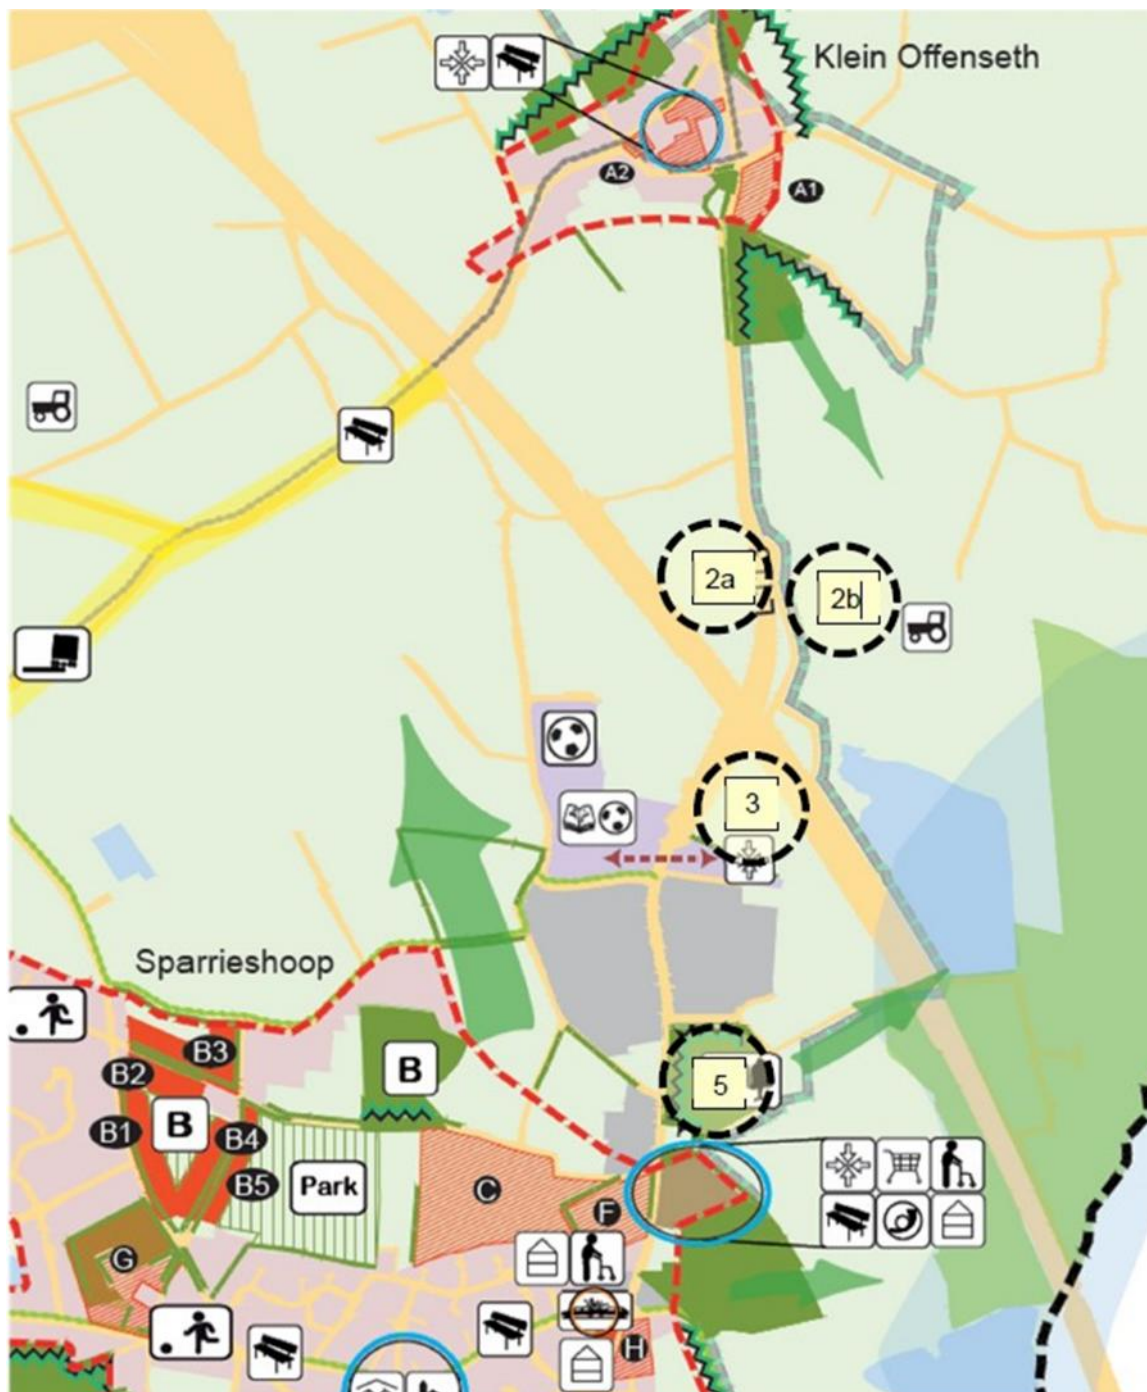 Klein Offenseth
A2
A1
2a
2b
3
Sparrieshoop
B3
B2
B
B1
B
B4
5
B5
Park
C
F
G
H